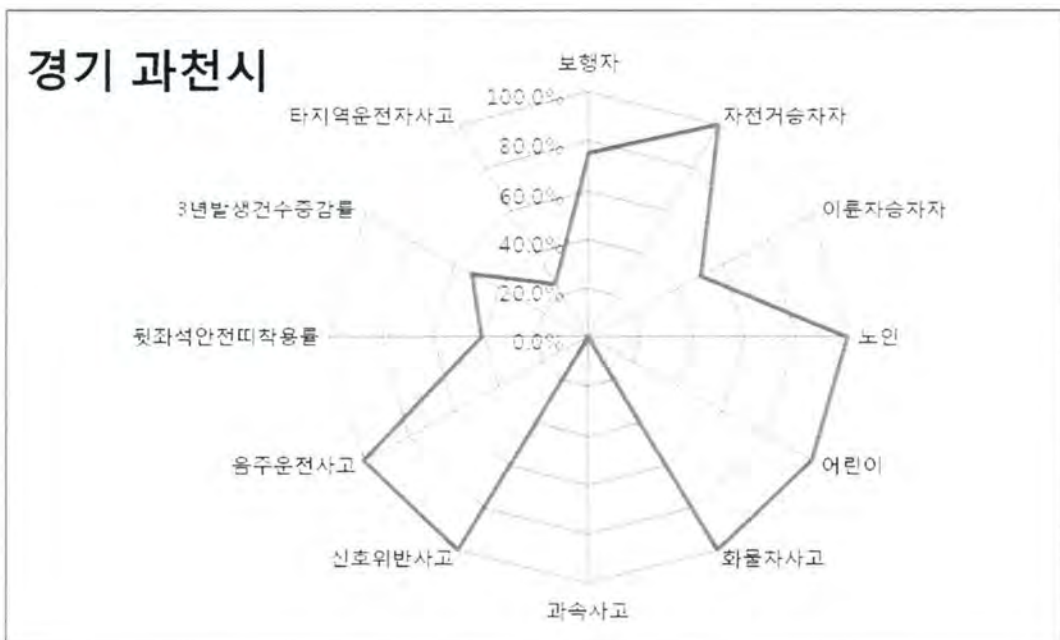 경기 과천시
보행자
자전거승차자
이륜자승차자
노인
어린이
화물차사고
과속사고
신호위반사고
음주운전사고
뒷좌석안전띠착용률
3년발생건수증감률
타지역운전자사고
100.0%
80.0%
60.0%
40.0%
20.0%
0.0%